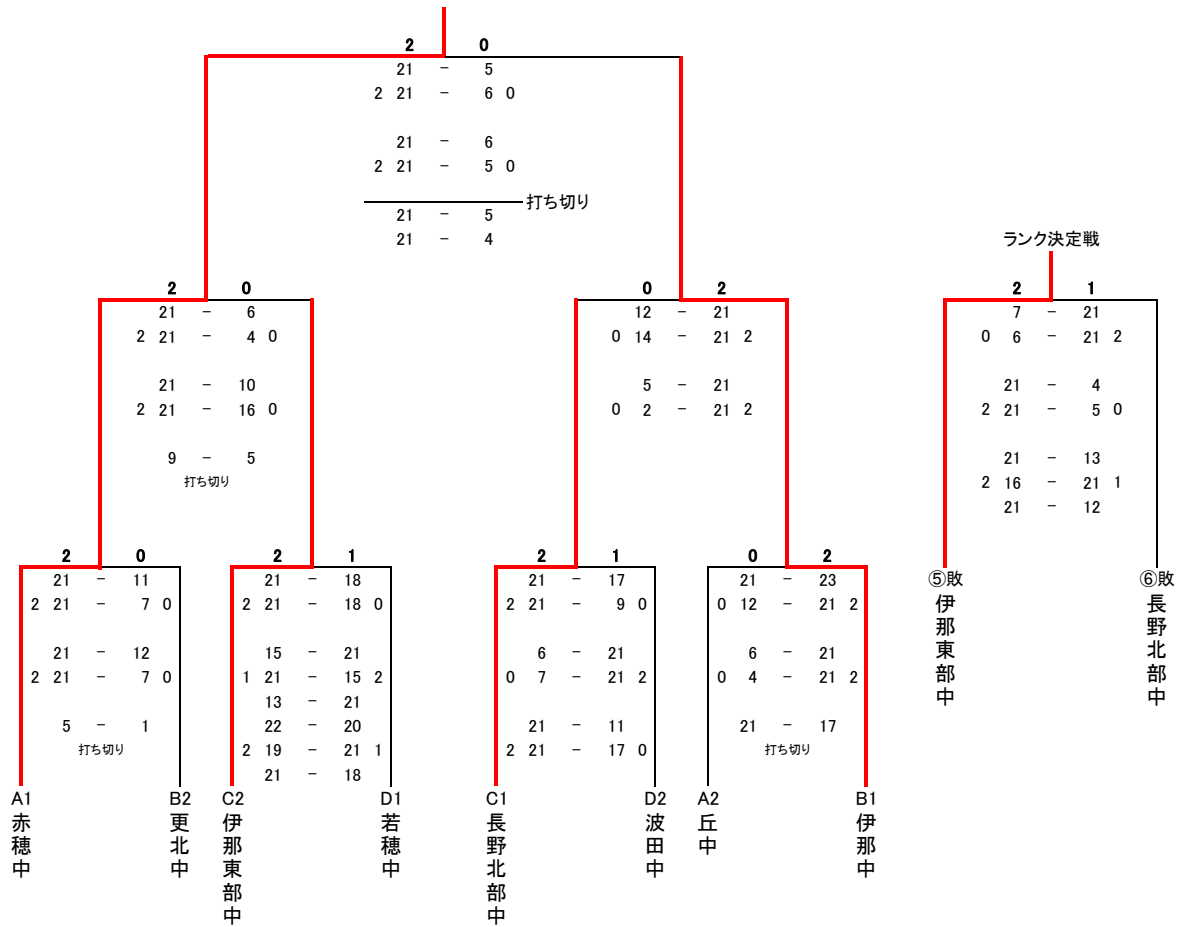 2 0
21 - 5
2 21 - 6 0
21 - 6
2 21 - 5 0
打ち切り
21 - 5
21 - 4
ランク決定戦
2 0
21 - 6
2 21 - 4 0
21 - 10
2 21 - 16 0
9 - 5
打ち切り
0 2
12 - 21
0 14 - 21 2
5 - 21
0 2 - 21 2
2 1
7 - 21
0 6 - 21 2
21 - 4
2 21 - 5 0
21 - 13
2 16 - 21 1
21 - 12
⑤敗
伊那東部中
⑥敗
長野北部中
2 0
21 - 11
2 21 - 7 0
21 - 12
2 21 - 7 0
5 - 1
打ち切り
2 1
21 - 18
2 21 - 18 0
15 - 21
1 21 - 15 2
13 - 21
22 - 20
2 19 - 21 1
21 - 18
2 1
21 - 17
2 21 - 9 0
6 - 21
0 7 - 21 2
21 - 11
2 21 - 17 0
0 2
21 - 23
0 12 - 21 2
6 - 21
0 4 - 21 2
21 - 17
打ち切り
A1
赤穂中
B2
更北中
C2
伊那東部中
D1
若穂中
C1
長野北部中
D2
波田中
A2
丘中
B1
伊那中